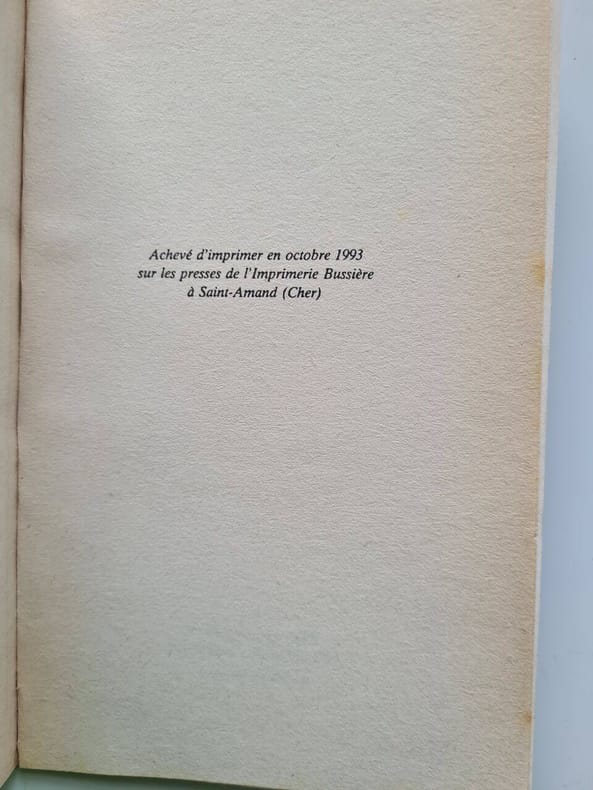 Achevé d'imprimer en octobre 1993
sur les presses de l'Imprimerie Bussière
à Saint-Amand (Cher)